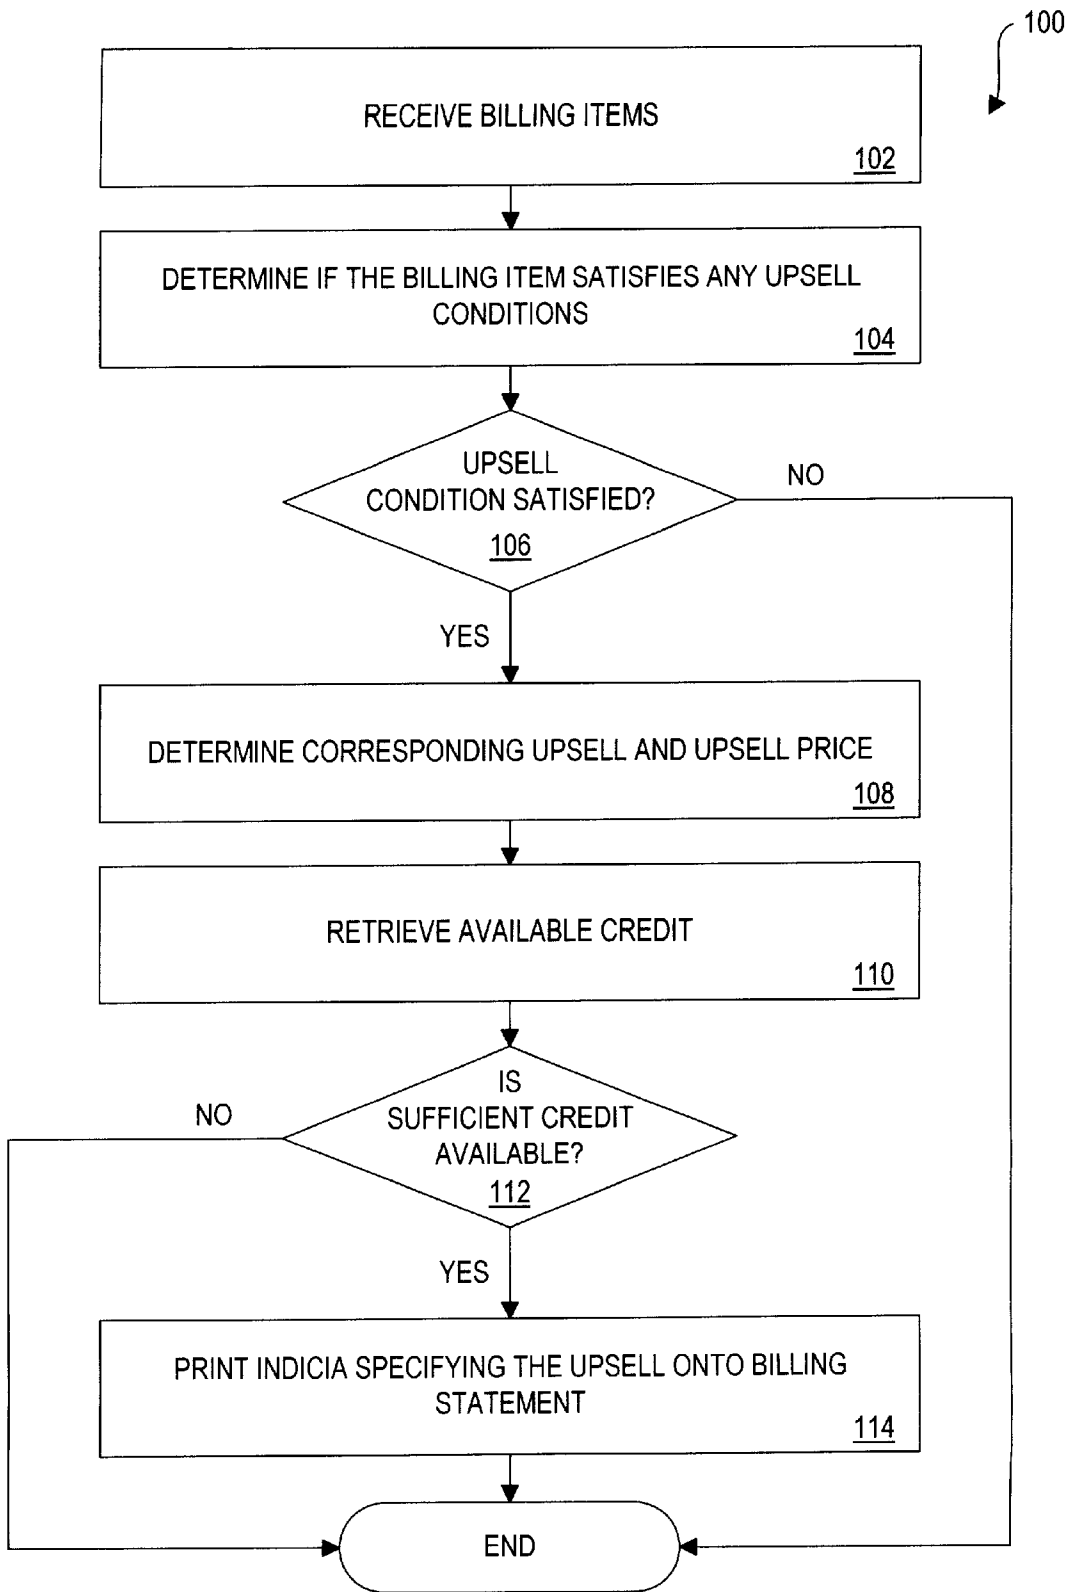 100
RECEIVE BILLING ITEMS
102
DETERMINE IF THE BILLING ITEM SATISFIES ANY UPSELL
CONDITIONS
104
UPSELL
CONDITION SATISFIED?
106
NO
YES
DETERMINE CORRESPONDING UPSELL AND UPSELL PRICE
108
RETRIEVE AVAILABLE CREDIT
110
IS
SUFFICIENT CREDIT
AVAILABLE?
112
NO
YES
PRINT INDICIA SPECIFYING THE UPSELL ONTO BILLING
STATEMENT
114
END